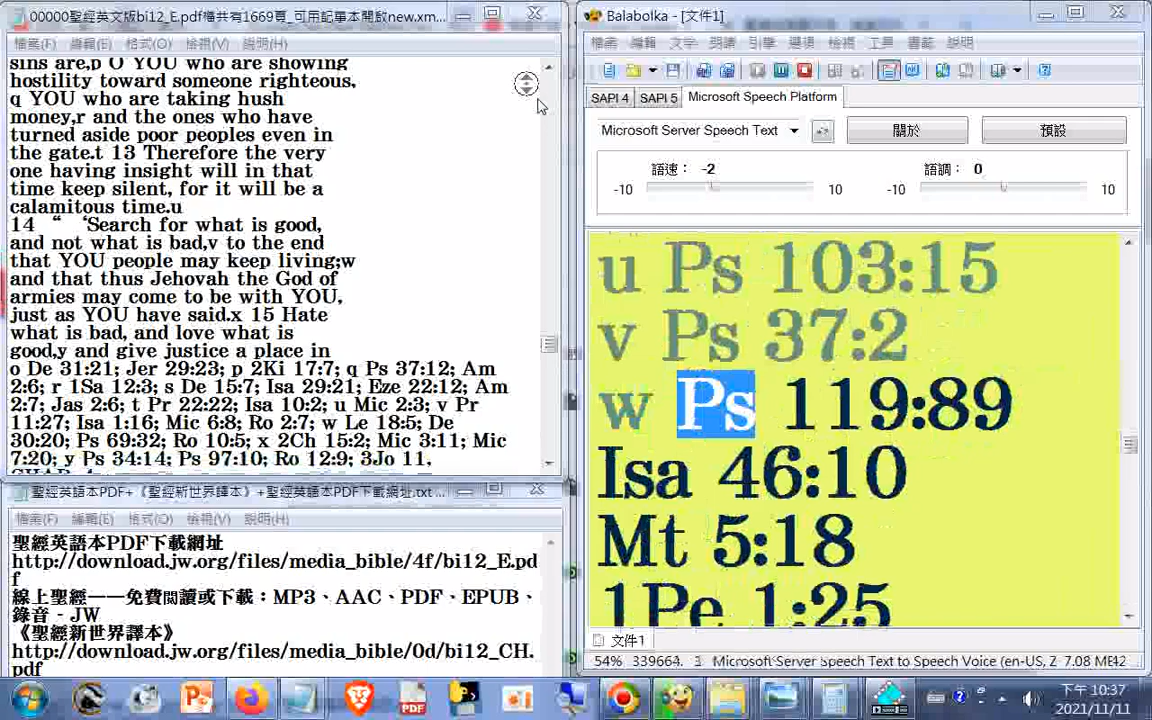 00000聖經英文版bi12_E.pdf檔共有1669頁_可用記事本開啟new.xm...
檔案(F) 編輯(E) 格式(O) 檢視(V) 說明(H)
sins are,p O YOU who are showing
hostility toward someone righteous,
q YOU who are taking hush
money,r and the ones who have
turned aside poor peoples even in
the gate.t 13 Therefore the very
one having insight will in that
time keep silent, for it will be a
calamitous time.u
14 “ ‘Search for what is good,
and not what is bad,v to the end
that YOU people may keep living;w
and that thus Jehovah the God of
armies may come to be with YOU,
just as YOU have said.x 15 Hate
what is bad, and love what is
good,y and give justice a place in
o De 31:21; Jer 29:23; p 2Ki 17:7; q Ps 37:12; Am
2:6; r 1Sa 12:3; s De 15:7; Isa 29:21; Eze 22:12; Am
2:7; Jas 2:6; t Pr 22:22; Isa 10:2; u Mic 2:3; v Pr
11:27; Isa 1:16; Mic 6:8; Ro 2:7; w Le 18:5; De
30:20; Ps 69:32; Ro 10:5; x 2Ch 15:2; Mic 3:11; Mic
7:20; y Ps 34:14; Ps 97:10; Ro 12:9; 3Jo 11,
聖經英語本PDF+《聖經新世界譯本》+聖經英語本PDF下載網址.txt ...
檔案(F) 編輯(E) 格式(O) 檢視(V) 說明(H)
聖經英語本PDF下載網址
http://download.jw.org/files/media_bible/4f/bi12_E.pd
f
線上聖經──免費閱讀或下載：MP3、AAC、PDF、EPUB、
錄音 - JW
《聖經新世界譯本》
http://download.jw.org/files/media_bible/0d/bi12_CH.
pdf
Balabolka - [文件1]
檔案 編輯 文字 朗讀 引擎 選項 檢視 工具 書籤 說明
SAPI 4 SAPI 5 Microsoft Speech Platform
Microsoft Server Speech Text 關於 預設
語速： -2 語調： 0
-10 10 -10 10
u Ps 103:15
v Ps 37:2
w Ps 119:89
Isa 46:10
Mt 5:18
1Pe 1:25
文件1
54% 339664. 1 Microsoft Server Speech Text to Speech Voice (en-US, Z 7.08 ME42
下午 10:37
2021/11/11